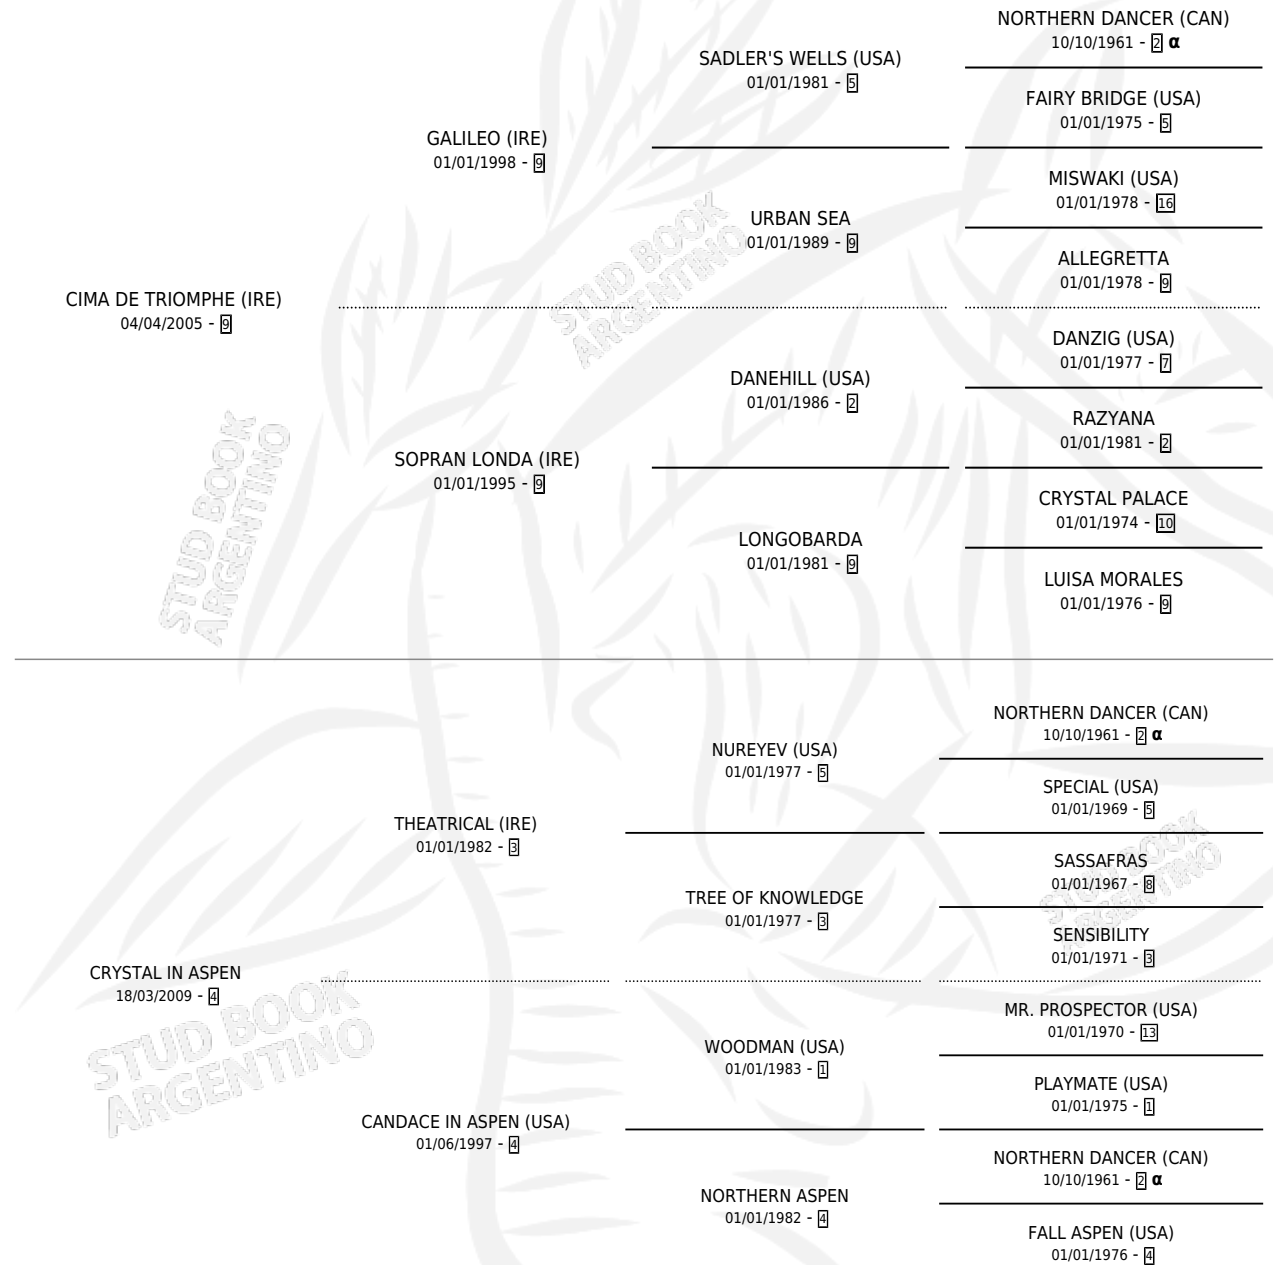 NORTHERN DANCER (CAN)
10/10/1961 - 2 α
SADLER'S WELLS (USA)
01/01/1981 - 5
FAIRY BRIDGE (USA)
01/01/1975 - 5
GALILEO (IRE)
01/01/1998 - 9
MISWAKI (USA)
01/01/1978 - 16
URBAN SEA
01/01/1989 - 9
ALLEGRETTA
01/01/1978 - 9
CIMA DE TRIOMPHE (IRE)
04/04/2005 - 9
DANZIG (USA)
01/01/1977 - 7
DANEHILL (USA)
01/01/1986 - 2
RAZYANA
01/01/1981 - 2
SOPRAN LONDA (IRE)
01/01/1995 - 9
CRYSTAL PALACE
01/01/1974 - 10
LONGOBARDA
01/01/1981 - 9
LUISA MORALES
01/01/1976 - 9
NORTHERN DANCER (CAN)
10/10/1961 - 2 α
NUREYEV (USA)
01/01/1977 - 5
SPECIAL (USA)
01/01/1969 - 5
THEATRICAL (IRE)
01/01/1982 - 3
SASSAFRAS
01/01/1967 - 8
TREE OF KNOWLEDGE
01/01/1977 - 3
SENSIBILITY
01/01/1971 - 3
CRYSTAL IN ASPEN
18/03/2009 - 4
MR. PROSPECTOR (USA)
01/01/1970 - 13
WOODMAN (USA)
01/01/1983 - 1
PLAYMATE (USA)
01/01/1975 - 1
CANDACE IN ASPEN (USA)
01/06/1997 - 4
NORTHERN DANCER (CAN)
10/10/1961 - 2 α
NORTHERN ASPEN
01/01/1982 - 4
FALL ASPEN (USA)
01/01/1976 - 4
STUD BOOK
ARGENTINO
STUD BOOK
ARGENTINO
STUD BOOK
ARGENTINO
STUD BOOK
ARGENTINO